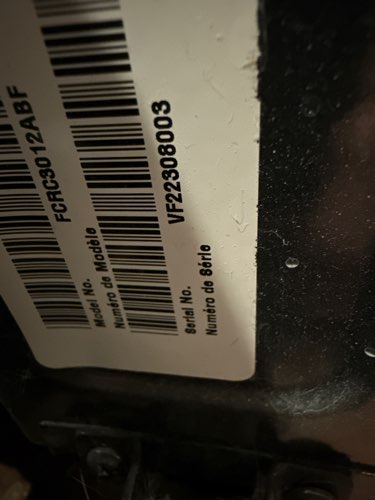 FCRC3012ABF
Model No.
Numéro de Modèle
VF22308003
Serial No.
Numéro de Série